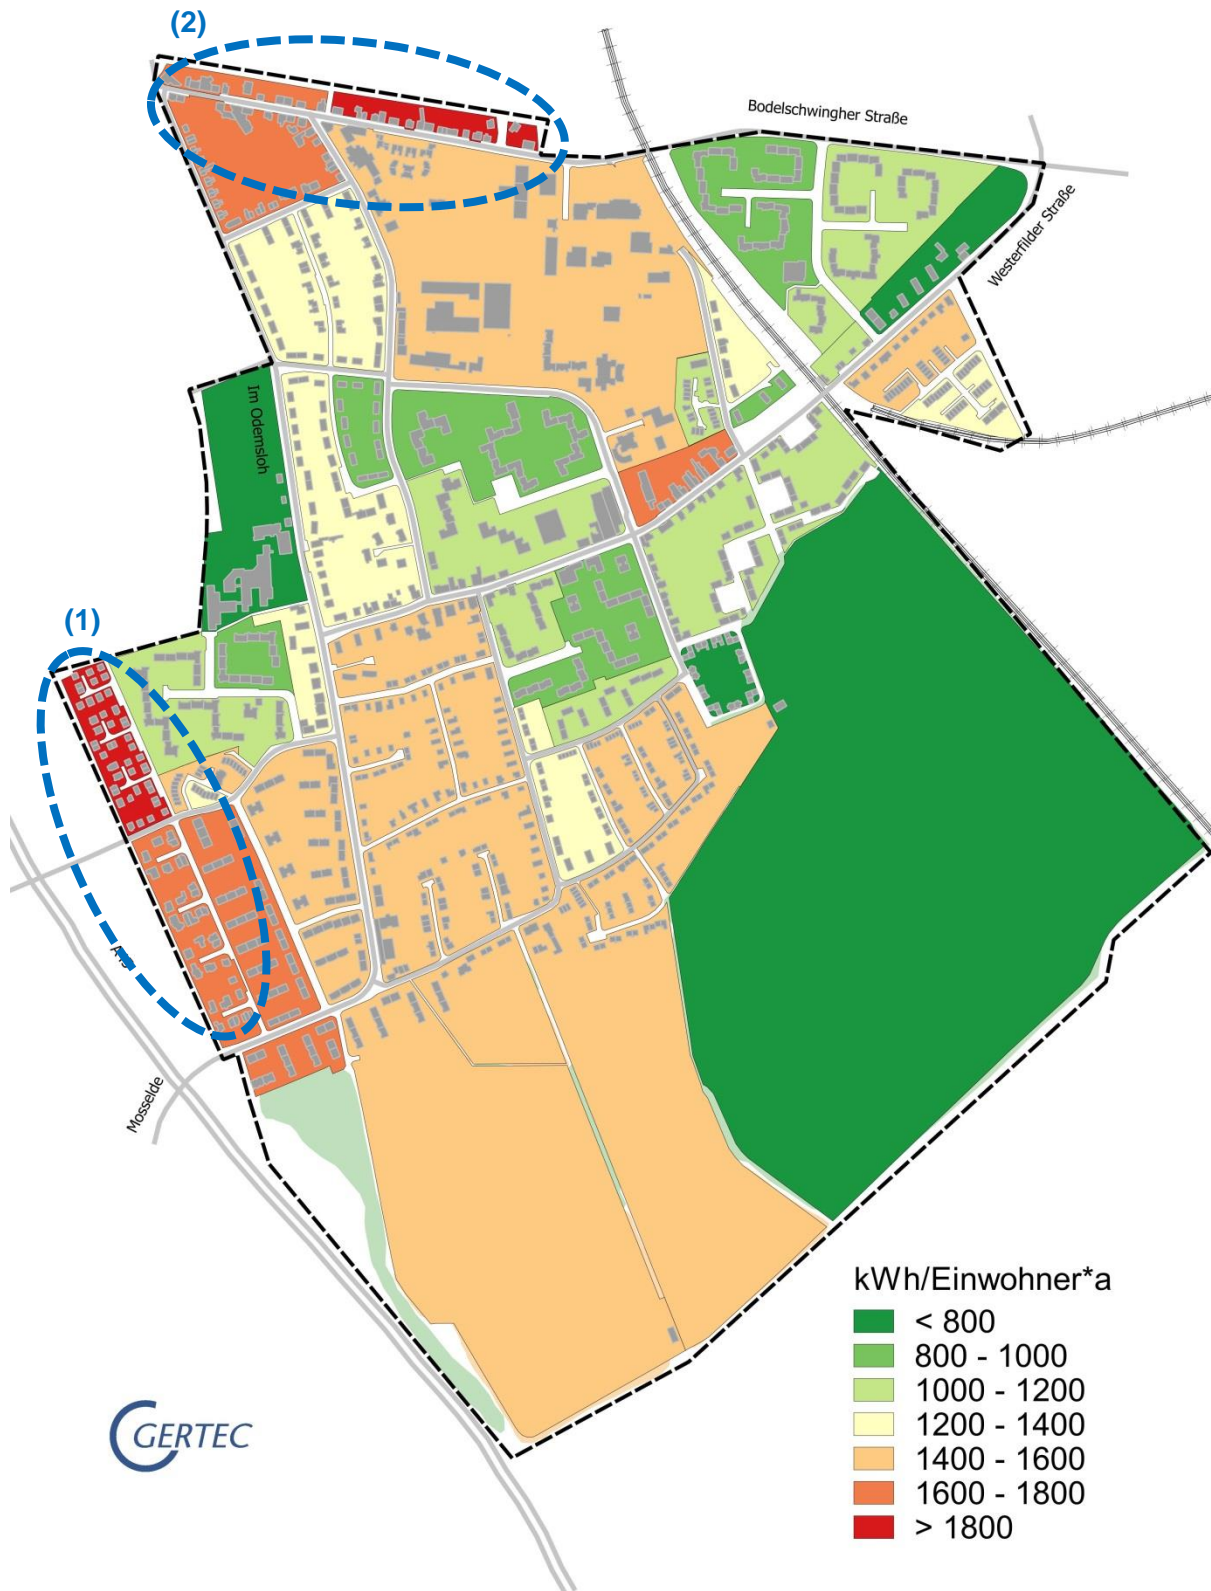 (2)
Bodelschwingher Straße
Westerfilder Straße
Im Odemsloh
(1)
Mosselde
kWh/Einwohner*a
< 800
800 - 1000
1000 - 1200
1200 - 1400
1400 - 1600
1600 - 1800
> 1800
GERTEC